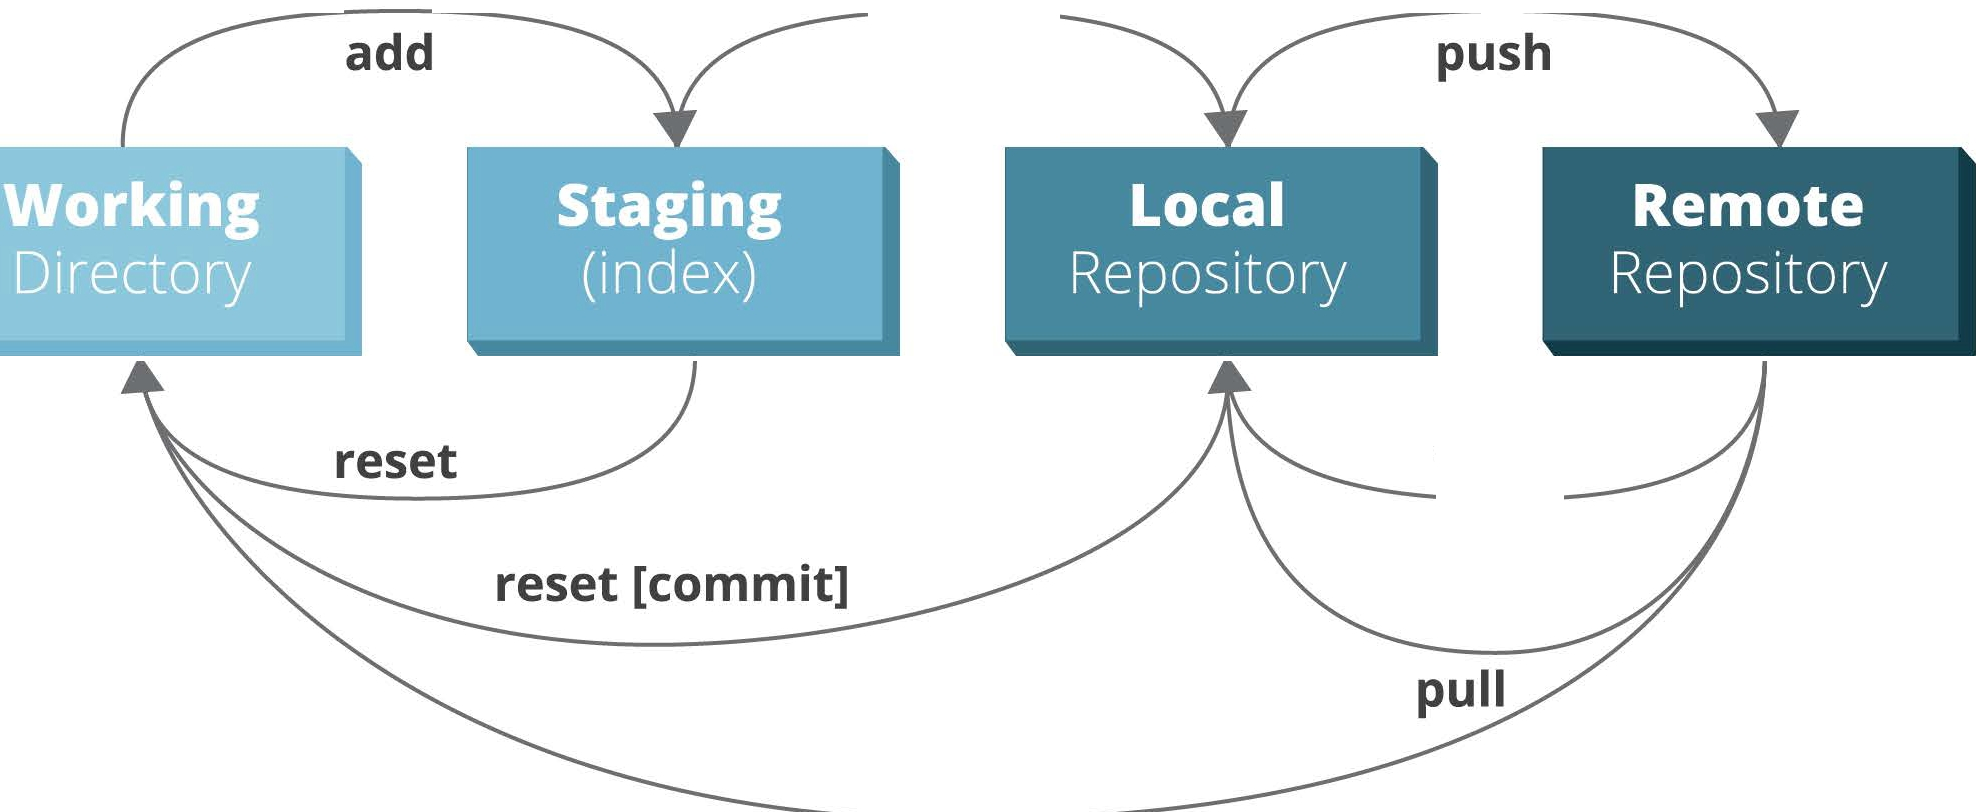 add
push
Working
Directory
Staging
(index)
Local
Repository
Remote
Repository
reset
reset [commit]
pull